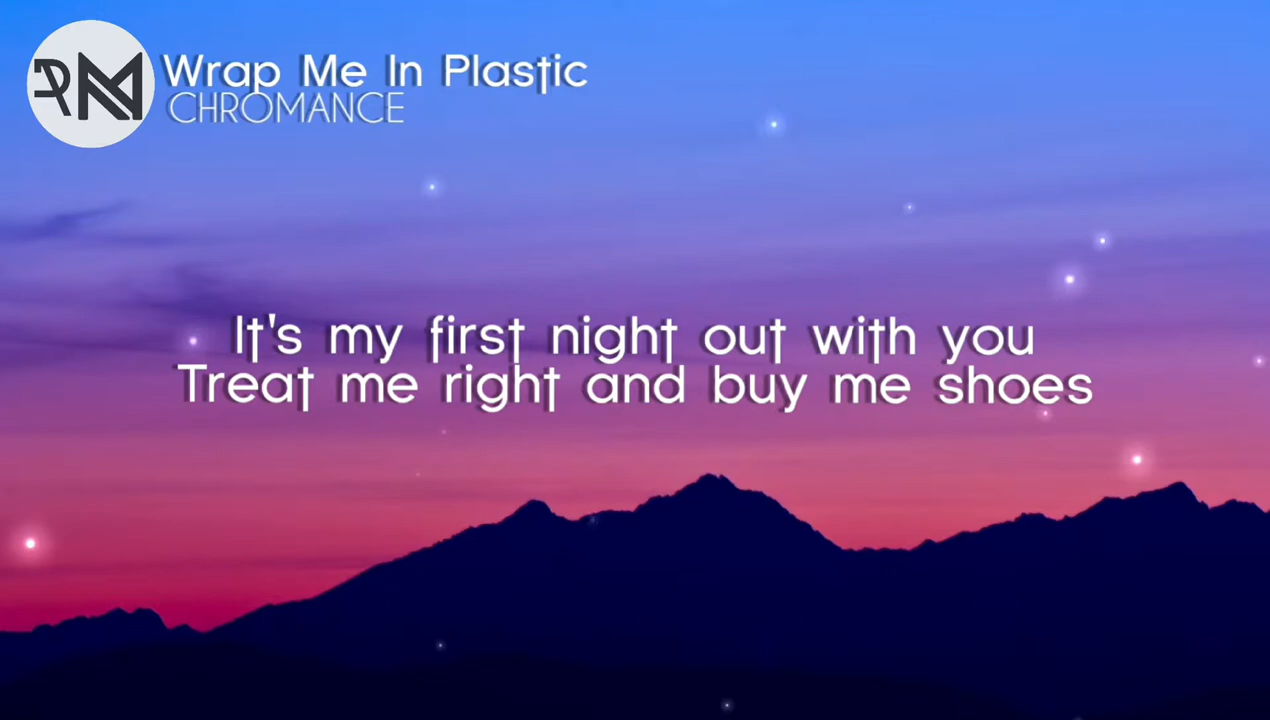 Wrap Me In Plastic
CHROMANCE
It's my first night out with you
Treat me right and buy me shoes